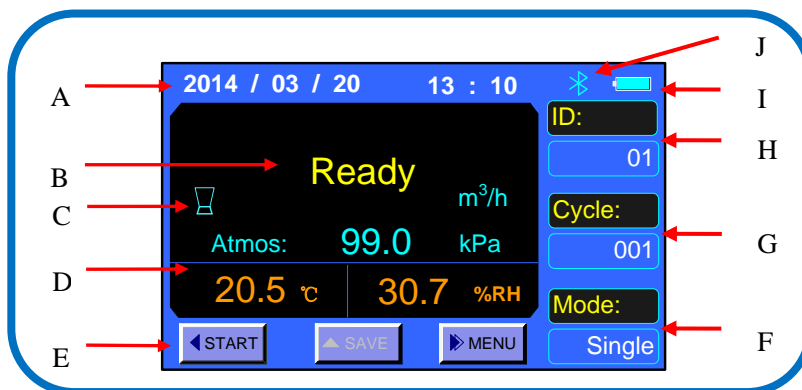 J
A
2014 / 03 / 20 13 : 10
I
ID:
H
01
B
Ready
C
m³/h
Cycle:
G
001
Atmos: 99.0 kPa
D
20.5 ℃ 30.7 %RH
Mode:
E
START SAVE MENU
Single
F